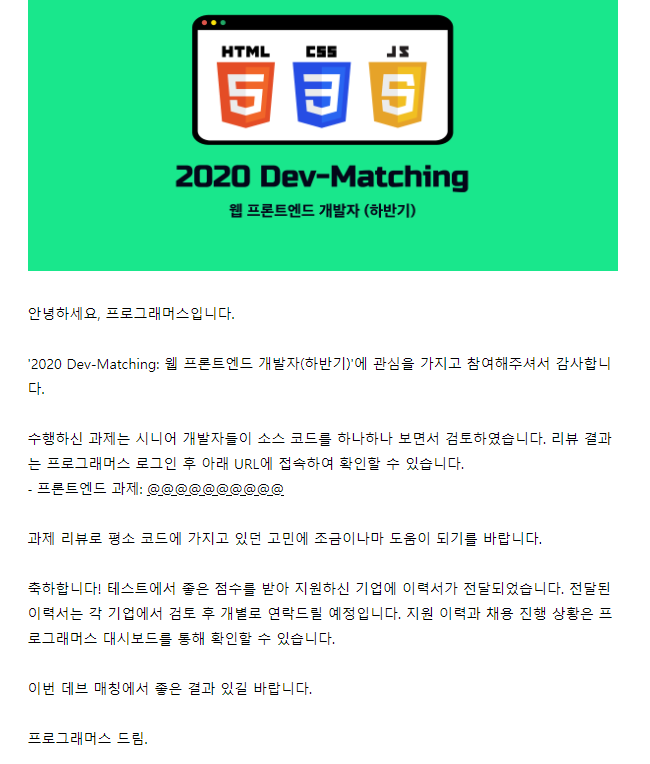 HTML CSS JS
5 3 5
2020 Dev-Matching
웹 프론트엔드 개발자 (하반기)
안녕하세요, 프로그래머스입니다.
'2020 Dev-Matching: 웹 프론트엔드 개발자(하반기)'에 관심을 가지고 참여해주셔서 감사합니
다.
수행하신 과제는 시니어 개발자들이 소스 코드를 하나하나 보면서 검토하였습니다. 리뷰 결과
는 프로그래머스 로그인 후 아래 URL에 접속하여 확인할 수 있습니다.
- 프론트엔드 과제: @@@@@@@@@@
과제 리뷰로 평소 코드에 가지고 있던 고민에 조금이나마 도움이 되기를 바랍니다.
축하합니다! 테스트에서 좋은 점수를 받아 지원하신 기업에 이력서가 전달되었습니다. 전달된
이력서는 각 기업에서 검토 후 개별로 연락드릴 예정입니다. 지원 이력과 채용 진행 상황은 프
로그래머스 대시보드를 통해 확인할 수 있습니다.
이번 데브 매칭에서 좋은 결과 있길 바랍니다.
프로그래머스 드림.